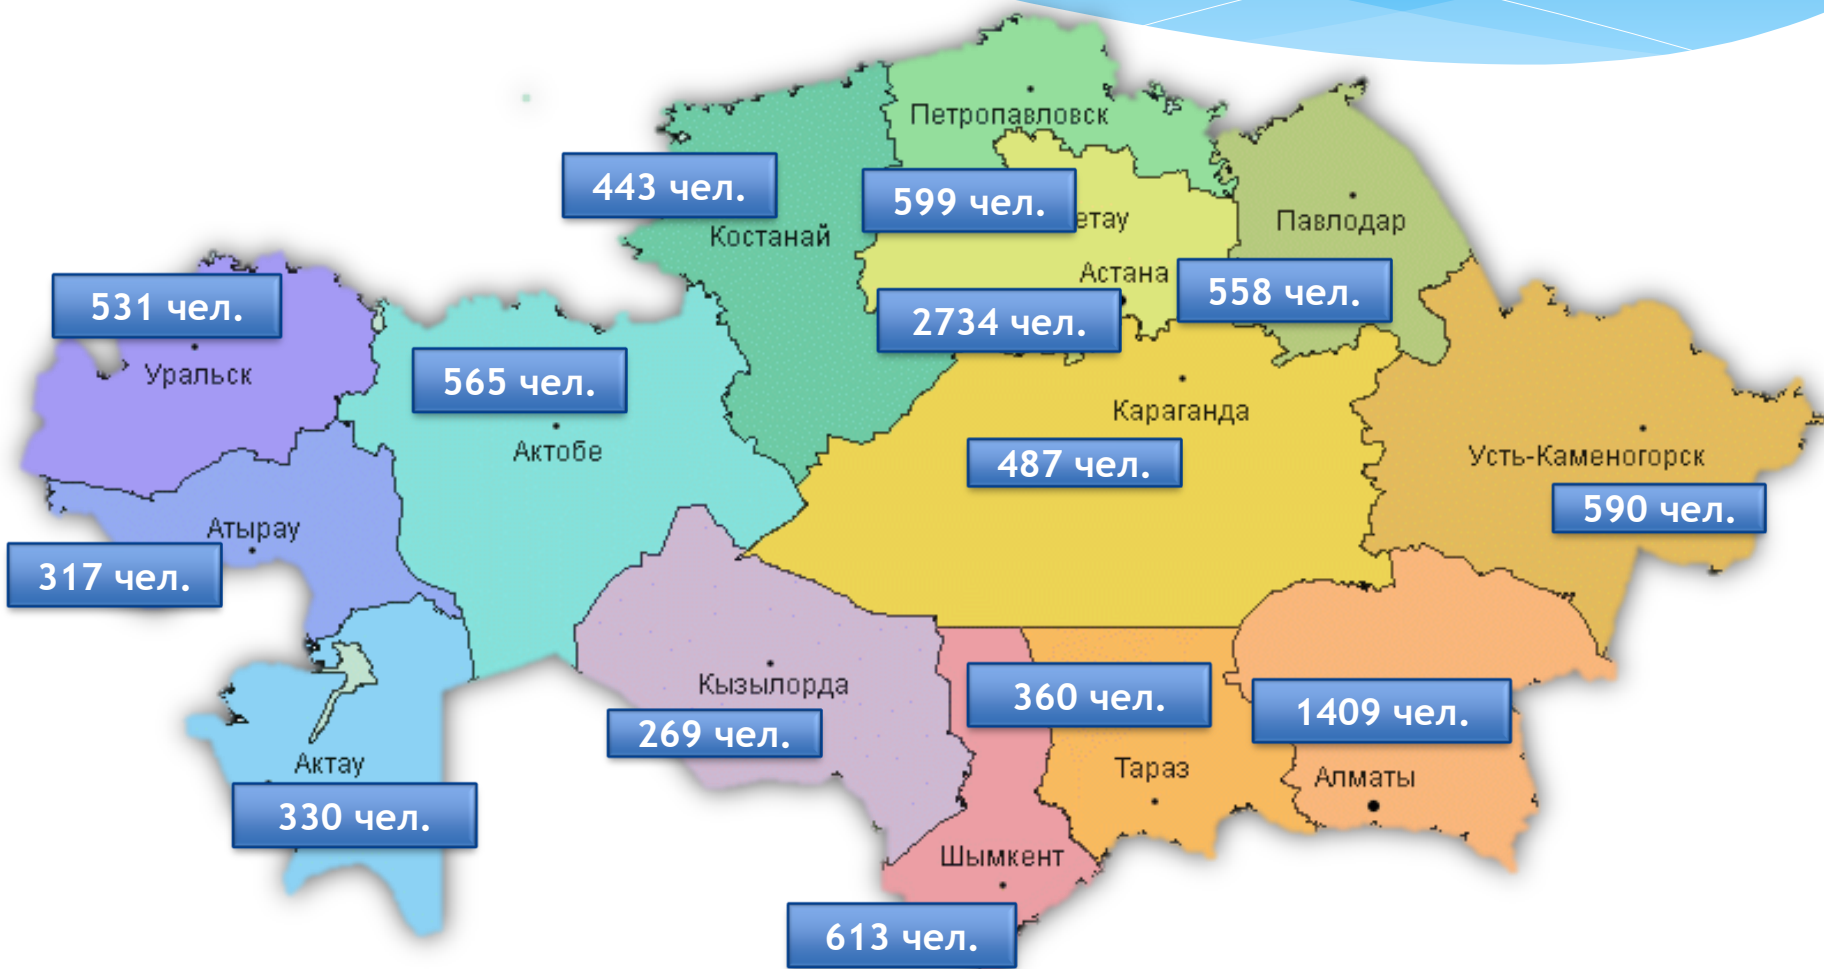 Петропавловск
443 чел.
599 чел.
етау
Павлодар
Костанай
Астана
531 чел.
558 чел.
2734 чел.
Уральск
565 чел.
Караганда
Актобе
487 чел.
Усть-Каменогорск
590 чел.
Атырау
317 чел.
Кызылорда
360 чел.
1409 чел.
269 чел.
Актау
Тараз
Алматы
330 чел.
Шымкент
613 чел.